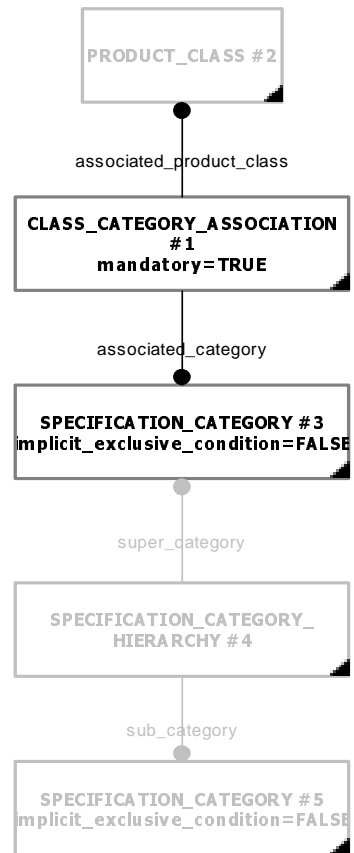 PRODUCT_CLASS #2
associated_product_class
CLASS_CATEGORY_ASSOCIATION
#1
mandatory=TRUE
associated_category
SPECIFICATION_CATEGORY #3
implicit_exclusive_condition=FALSE
super_category
SPECIFICATION_CATEGORY_
HIERARCHY #4
sub_category
SPECIFICATION_CATEGORY #5
implicit_exclusive_condition=FALSE